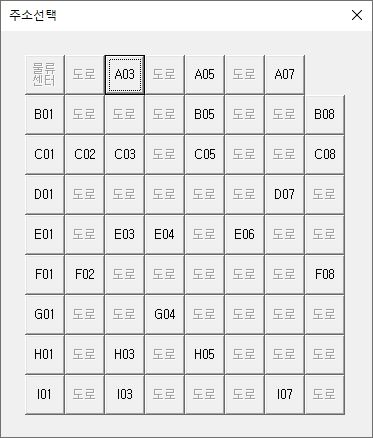 주소선택
물류 센터 도로 A03 도로 A05 도로 A07
B01 도로 도로 도로 B05 도로 도로 B08
C01 C02 C03 도로 C05 도로 도로 C08
D01 도로 도로 도로 도로 도로 D07 도로
E01 도로 E03 E04 도로 E06 도로 도로
F01 F02 도로 도로 도로 도로 도로 F08
G01 도로 도로 G04 도로 도로 도로 도로
H01 도로 H03 도로 H05 도로 도로 도로
I01 도로 I03 도로 도로 도로 I07 도로